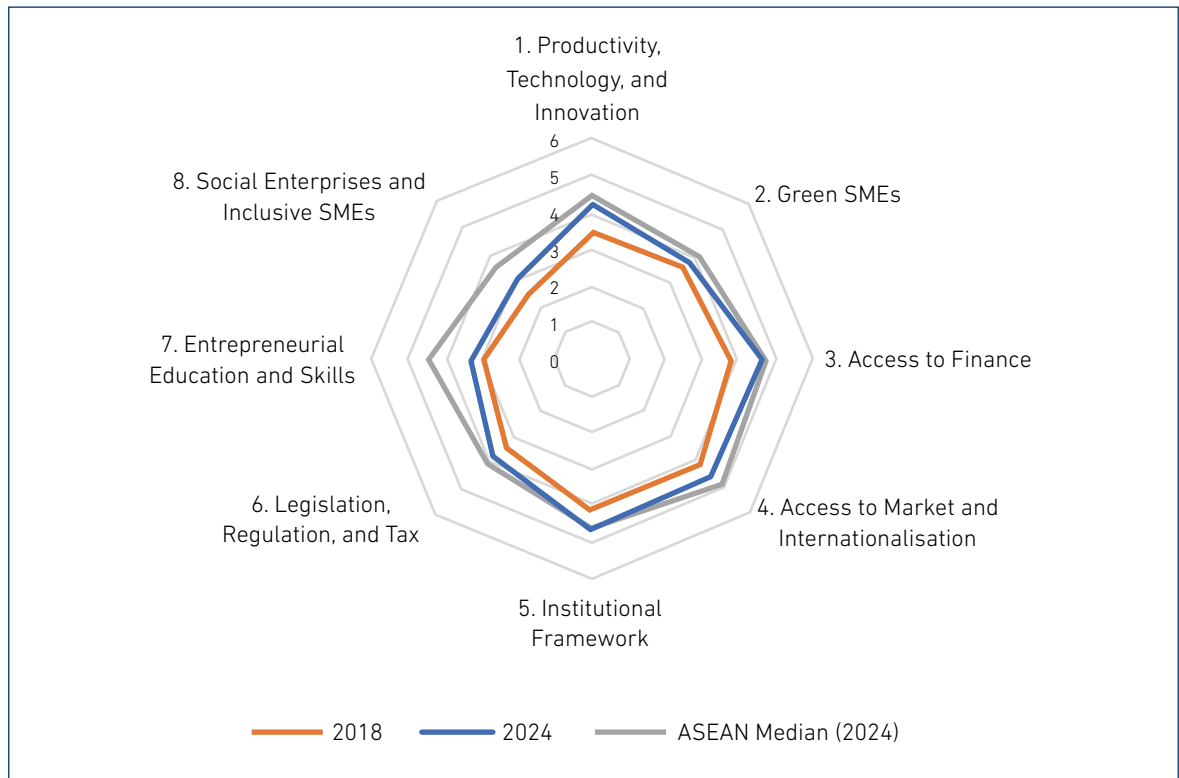 1. Productivity,
Technology, and
Innovation
6
5
4
3
2
1
0
2. Green SMEs
3. Access to Finance
4. Access to Market and
Internationalisation
5. Institutional
Framework
6. Legislation,
Regulation, and Tax
7. Entrepreneurial
Education and Skills
8. Social Enterprises and
Inclusive SMEs
2018
2024
ASEAN Median (2024)